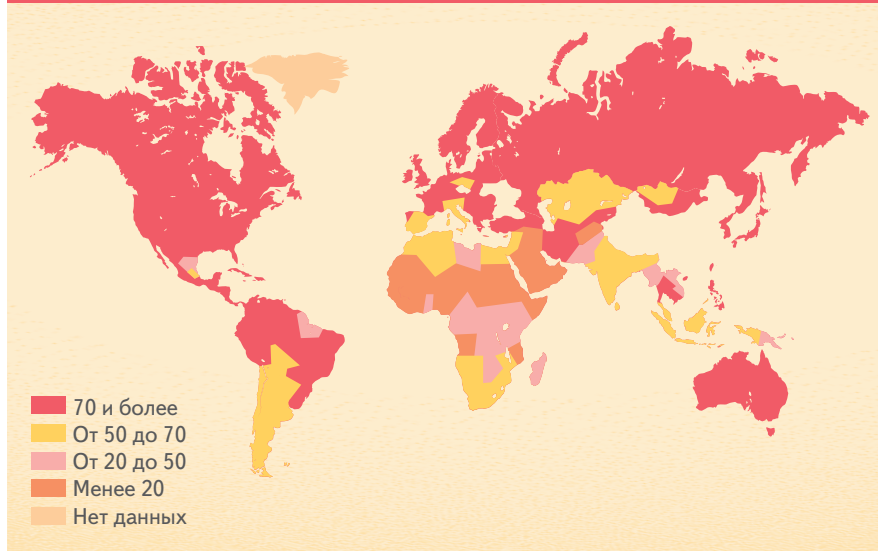 70 и более
От 50 до 70
От 20 до 50
Менее 20
Нет данных